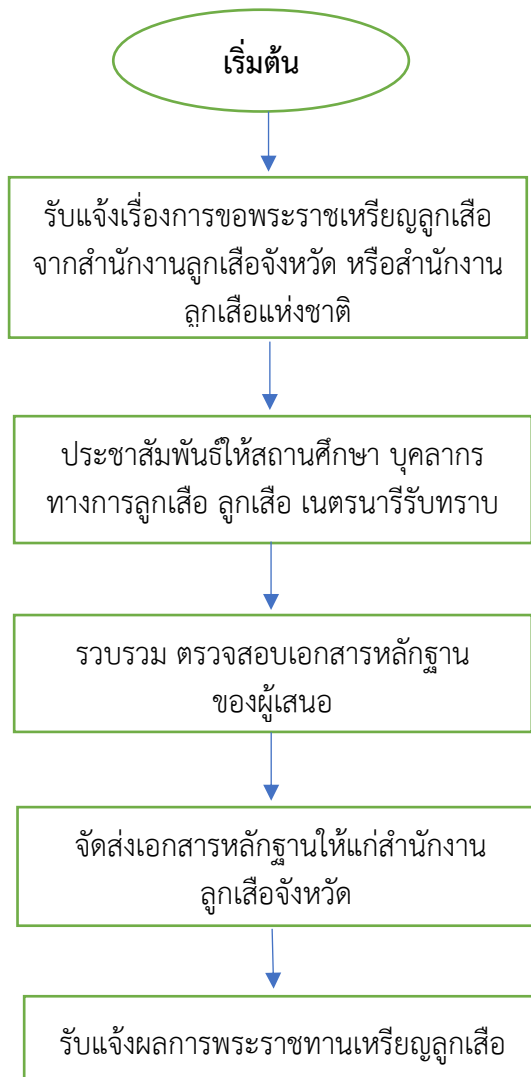 เริ่มต้น
รับแจ้งเรื่องการขอพระราชเหรียญลูกเสือ
จากสำนักงานลูกเสือจังหวัด หรือสำนักงาน
ลูกเสือแห่งชาติ
ประชาสัมพันธ์ให้สถานศึกษา บุคลากร
ทางการลูกเสือ ลูกเสือ เนตรนารีรับทราบ
รวบรวม ตรวจสอบเอกสารหลักฐาน
ของผู้เสนอ
จัดส่งเอกสารหลักฐานให้แก่สำนักงาน
ลูกเสือจังหวัด
รับแจ้งผลการพระราชทานเหรียญลูกเสือ